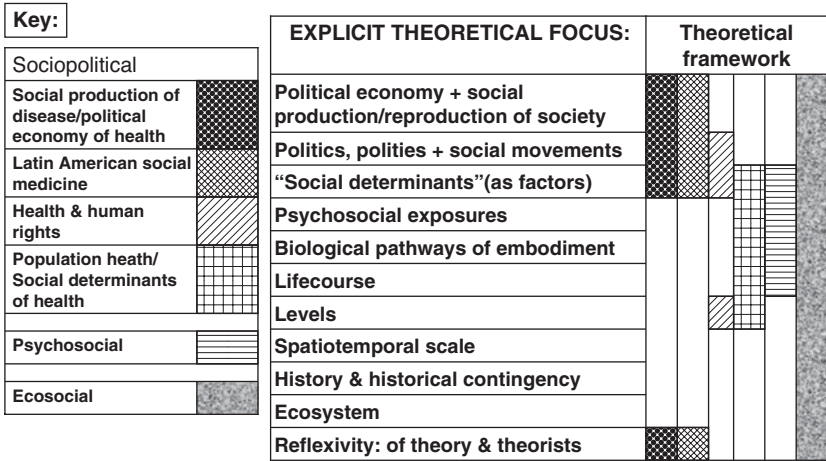 Key:
Sociopolitical
Social production of
disease/political
economy of health
Latin American social
medicine
Health & human
rights
Population heath/
Social determinants
of health
Psychosocial
Ecosocial
EXPLICIT THEORETICAL FOCUS:
Theoretical
framework
Political economy + social
production/reproduction of society
Politics, polities + social movements
“Social determinants”(as factors)
Psychosocial exposures
Biological pathways of embodiment
Lifecourse
Levels
Spatiotemporal scale
History & historical contingency
Ecosystem
Reflexivity: of theory & theorists